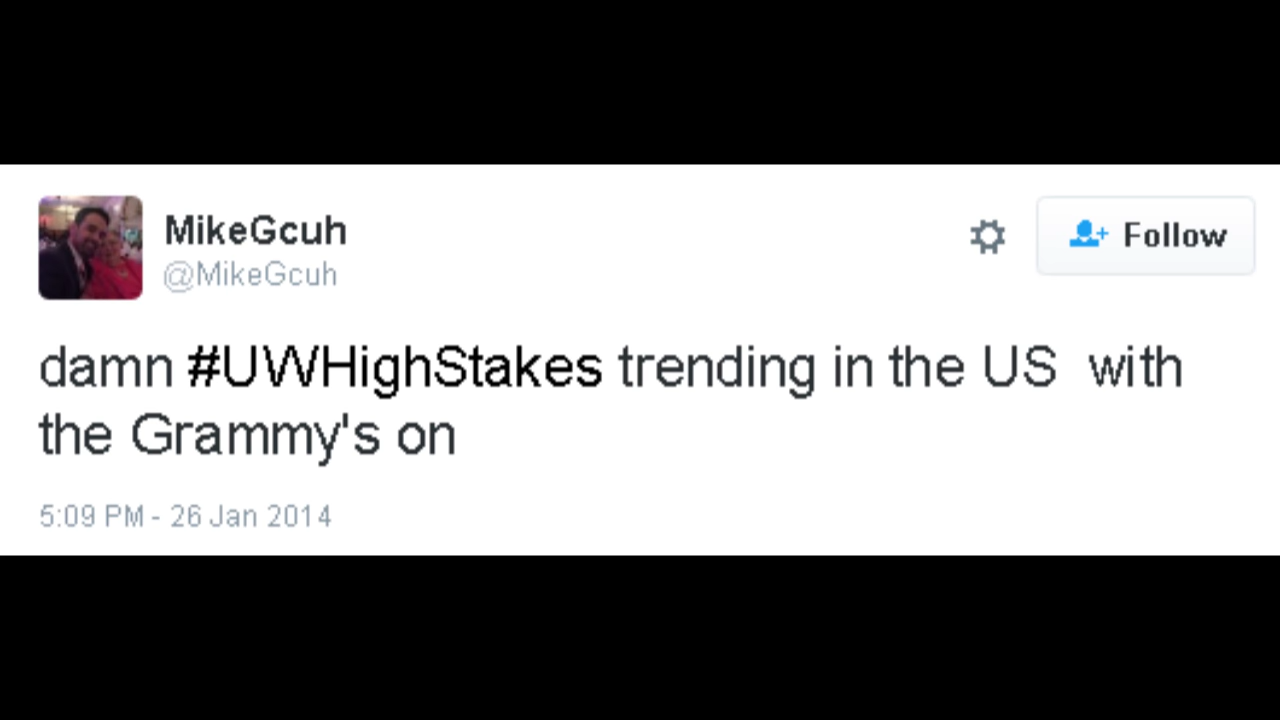 MikeGcuh
@MikeGcuh
Follow
damn #UWHighStakes trending in the US  with
the Grammy's on
5:09 PM - 26 Jan 2014